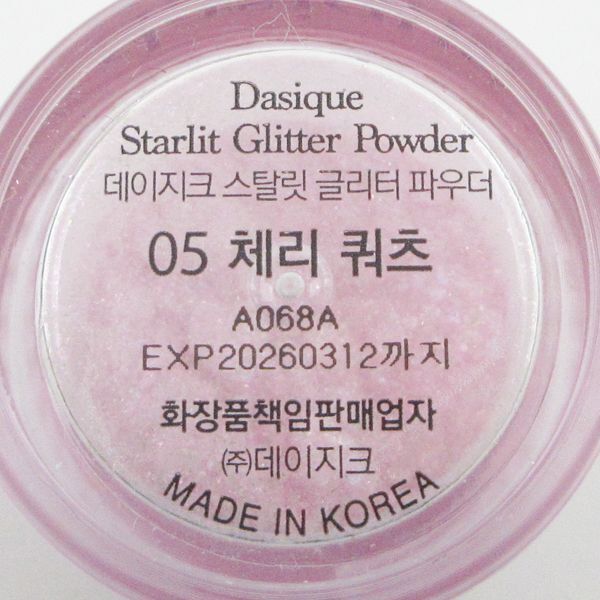 Dasique
Starlit Glitter Powder
데이지크 스탈릿 글리터 파우더
05 체리 쿼츠
A068A
EXP20260312까지
화장품책임판매업자
㈜데이지크
MADE IN KOREA